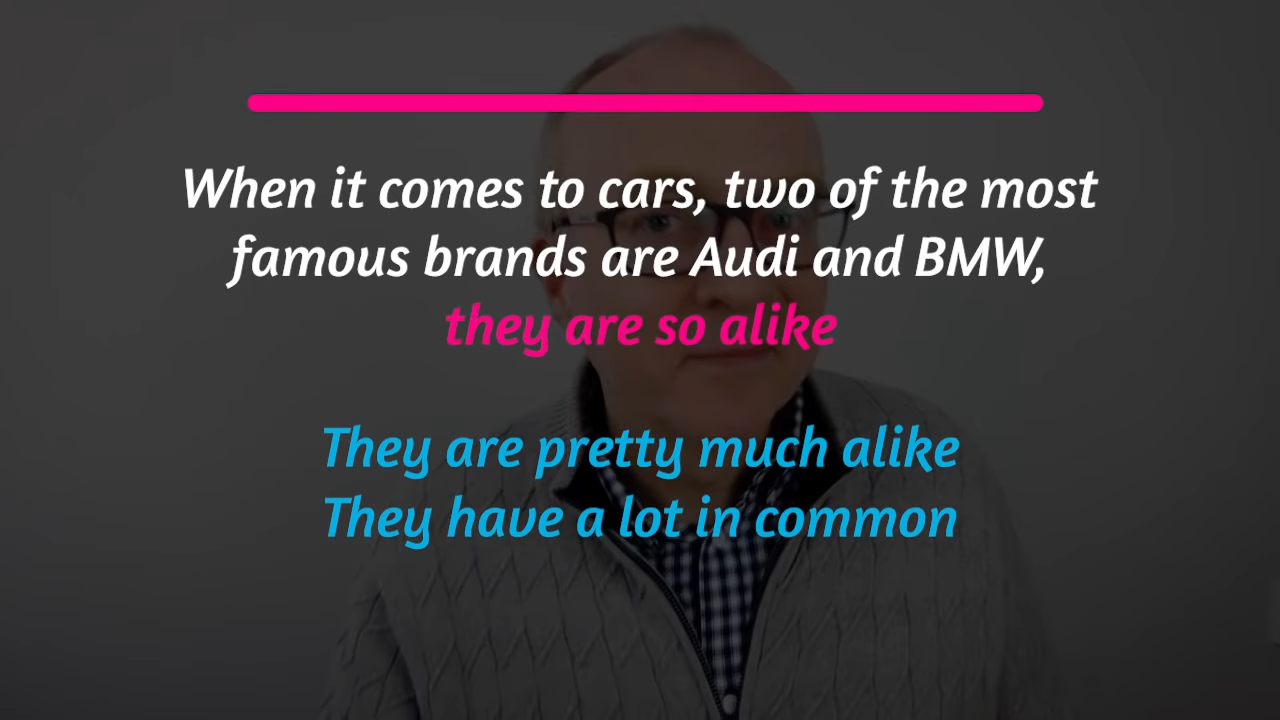 When it comes to cars, two of the most
famous brands are Audi and BMW,
they are so alike
They are pretty much alike
They have a lot in common